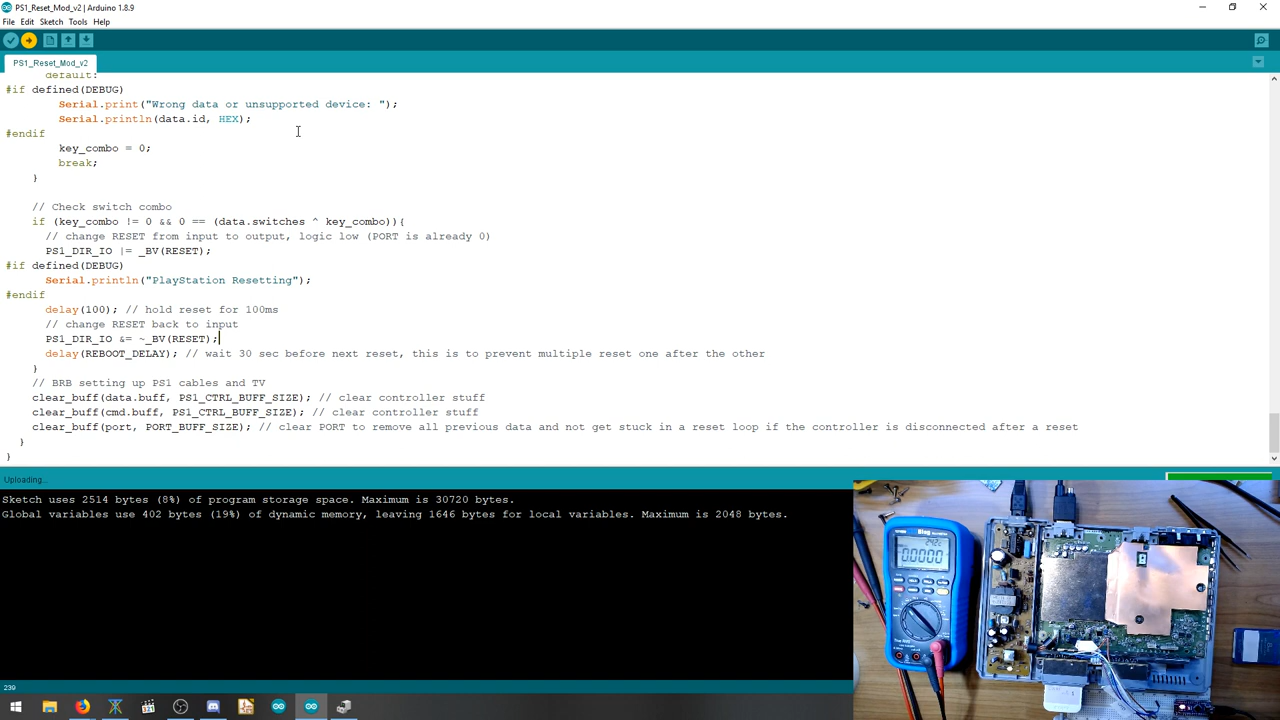 PS1_Reset_Mod_v2 | Arduino 1.8.9
File Edit Sketch Tools Help
PS1_Reset_Mod_v2
default:
#if defined(DEBUG)
Serial.print("Wrong data or unsupported device: ");
Serial.println(data.id, HEX);
#endif
key_combo = 0;
break;
}
// Check switch combo
if (key_combo != 0 && 0 == (data.switches ^ key_combo)){
// change RESET from input to output, logic low (PORT is already 0)
PS1_DIR_IO |= _BV(RESET);
#if defined(DEBUG)
Serial.println("PlayStation Resetting");
#endif
delay(100); // hold reset for 100ms
// change RESET back to input
PS1_DIR_IO &= ~_BV(RESET);
delay(REBOOT_DELAY); // wait 30 sec before next reset, this is to prevent multiple reset one after the other
}
// BRB setting up PS1 cables and TV
clear_buff(data.buff, PS1_CTRL_BUFF_SIZE); // clear controller stuff
clear_buff(cmd.buff, PS1_CTRL_BUFF_SIZE); // clear controller stuff
clear_buff(port, PORT_BUFF_SIZE); // clear PORT to remove all previous data and not get stuck in a reset loop if the controller is disconnected after a reset
}
}
Uploading...
Sketch uses 2514 bytes (8%) of program storage space. Maximum is 30720 bytes.
Global variables use 402 bytes (19%) of dynamic memory, leaving 1646 bytes for local variables. Maximum is 2048 bytes.
0.0000
239